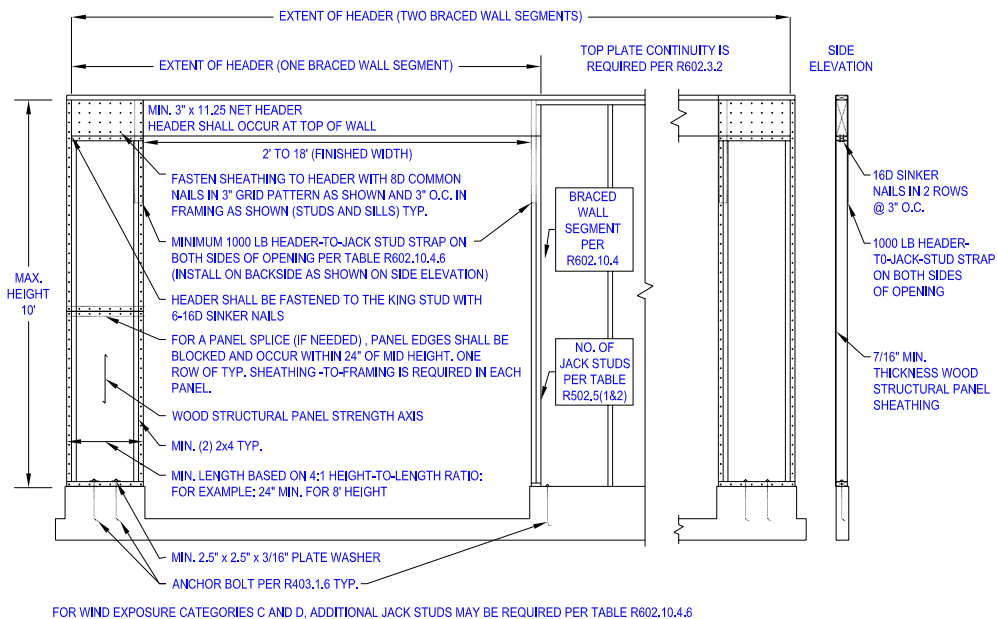 EXTENT OF HEADER (TWO BRACED WALL SEGMENTS)
EXTENT OF HEADER (ONE BRACED WALL SEGMENT)
TOP PLATE CONTINUITY IS
REQUIRED PER R602.3.2
SIDE
ELEVATION
MIN. 3" x 11.25 NET HEADER
HEADER SHALL OCCUR AT TOP OF WALL
2' TO 18' (FINISHED WIDTH)
FASTEN SHEATHING TO HEADER WITH 8D COMMON
NAILS IN 3" GRID PATTERN AS SHOWN AND 3" O.C. IN
FRAMING AS SHOWN (STUDS AND SILLS) TYP.
MINIMUM 1000 LB HEADER-TO-JACK STUD STRAP ON
BOTH SIDES OF OPENING PER TABLE R602.10.4.6
(INSTALL ON BACKSIDE AS SHOWN ON SIDE ELEVATION)
HEADER SHALL BE FASTENED TO THE KING STUD WITH
6-16D SINKER NAILS
FOR A PANEL SPLICE (IF NEEDED) , PANEL EDGES SHALL BE
BLOCKED AND OCCUR WITHIN 24" OF MID HEIGHT. ONE
ROW OF TYP. SHEATHING -TO-FRAMING IS REQUIRED IN EACH
PANEL.
WOOD STRUCTURAL PANEL STRENGTH AXIS
MIN. (2) 2x4 TYP.
MIN. LENGTH BASED ON 4:1 HEIGHT-TO-LENGTH RATIO:
FOR EXAMPLE: 24" MIN. FOR 8' HEIGHT
MIN. 2.5" x 2.5" x 3/16" PLATE WASHER
ANCHOR BOLT PER R403.1.6 TYP.
MAX.
HEIGHT
10'
BRACED
WALL
SEGMENT
PER
R602.10.4
NO. OF
JACK STUDS
PER TABLE
R502.5(1&2)
16D SINKER
NAILS IN 2 ROWS
@ 3" O.C.
1000 LB HEADER-
T0-JACK-STUD STRAP
ON BOTH SIDES
OF OPENING
7/16" MIN.
THICKNESS WOOD
STRUCTURAL PANEL
SHEATHING
FOR WIND EXPOSURE CATEGORIES C AND D, ADDITIONAL JACK STUDS MAY BE REQUIRED PER TABLE R602.10.4.6